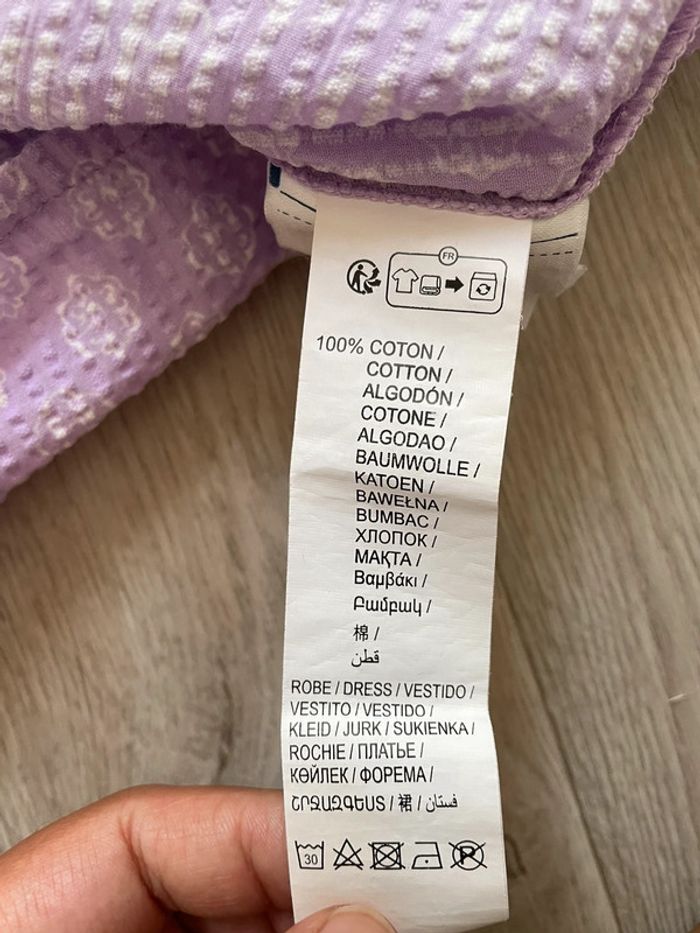 FR
100% COTON /
COTTON /
ALGODÓN /
COTONE /
ALGODAO /
BAUMWOLLE /
KATOEN /
BAWEŁNA /
BUMBAC /
ХЛОПОК /
МАҚТА /
Βαμβάκι /
Բամբակ /
棉 /
قطن
ROBE / DRESS / VESTIDO /
VESTITO / VESTIDO /
KLEID / JURK / SUKIENKA /
ROCHIE / ПЛАТЬЕ /
КӨЙЛЕК / ΦΟΡΕΜΑ /
ՇՐՋԱԶԳԵՍՏ / 裙 / فستان /
30
P